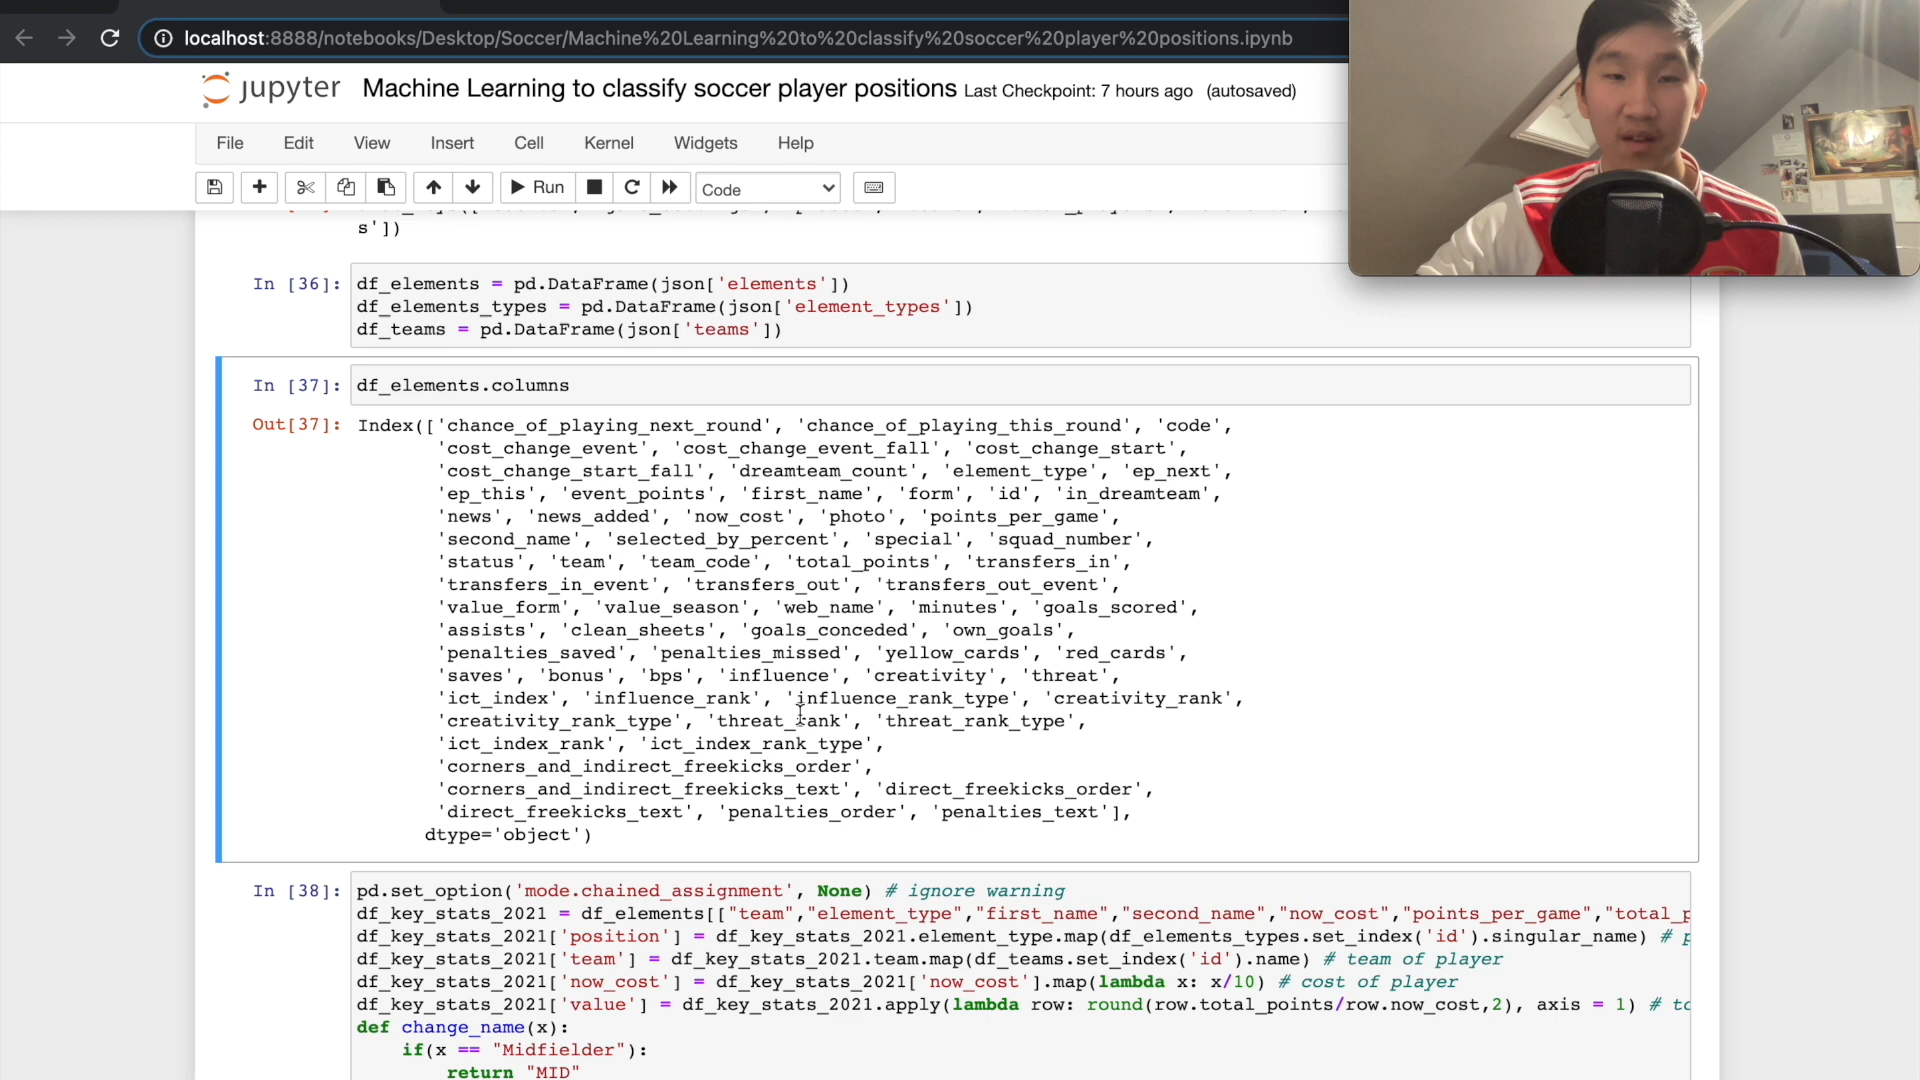 localhost:8888/notebooks/Desktop/Soccer/Machine%20Learning%20to%20classify%20soccer%20player%20positions.ipynb
jupyter Machine Learning to classify soccer player positions Last Checkpoint: 7 hours ago (autosaved)
File Edit View Insert Cell Kernel Widgets Help
Run Code
s'])
In [36]: df_elements = pd.DataFrame(json['elements'])
df_elements_types = pd.DataFrame(json['element_types'])
df_teams = pd.DataFrame(json['teams'])
In [37]: df_elements.columns
Out[37]: Index(['chance_of_playing_next_round', 'chance_of_playing_this_round', 'code',
'cost_change_event', 'cost_change_event_fall', 'cost_change_start',
'cost_change_start_fall', 'dreamteam_count', 'element_type', 'ep_next',
'ep_this', 'event_points', 'first_name', 'form', 'id', 'in_dreamteam',
'news', 'news_added', 'now_cost', 'photo', 'points_per_game',
'second_name', 'selected_by_percent', 'special', 'squad_number',
'status', 'team', 'team_code', 'total_points', 'transfers_in',
'transfers_in_event', 'transfers_out', 'transfers_out_event',
'value_form', 'value_season', 'web_name', 'minutes', 'goals_scored',
'assists', 'clean_sheets', 'goals_conceded', 'own_goals',
'penalties_saved', 'penalties_missed', 'yellow_cards', 'red_cards',
'saves', 'bonus', 'bps', 'influence', 'creativity', 'threat',
'ict_index', 'influence_rank', 'influence_rank_type', 'creativity_rank',
'creativity_rank_type', 'threat_rank', 'threat_rank_type',
'ict_index_rank', 'ict_index_rank_type',
'corners_and_indirect_freekicks_order',
'corners_and_indirect_freekicks_text', 'direct_freekicks_order',
'direct_freekicks_text', 'penalties_order', 'penalties_text'],
dtype='object')
In [38]: pd.set_option('mode.chained_assignment', None) # ignore warning
df_key_stats_2021 = df_elements[["team","element_type","first_name","second_name","now_cost","points_per_game","total_p
df_key_stats_2021['position'] = df_key_stats_2021.element_type.map(df_elements_types.set_index('id').singular_name) # p
df_key_stats_2021['team'] = df_key_stats_2021.team.map(df_teams.set_index('id').name) # team of player
df_key_stats_2021['now_cost'] = df_key_stats_2021['now_cost'].map(lambda x: x/10) # cost of player
df_key_stats_2021['value'] = df_key_stats_2021.apply(lambda row: round(row.total_points/row.now_cost,2), axis = 1) # to
def change_name(x):
if(x == "Midfielder"):
return "MID"